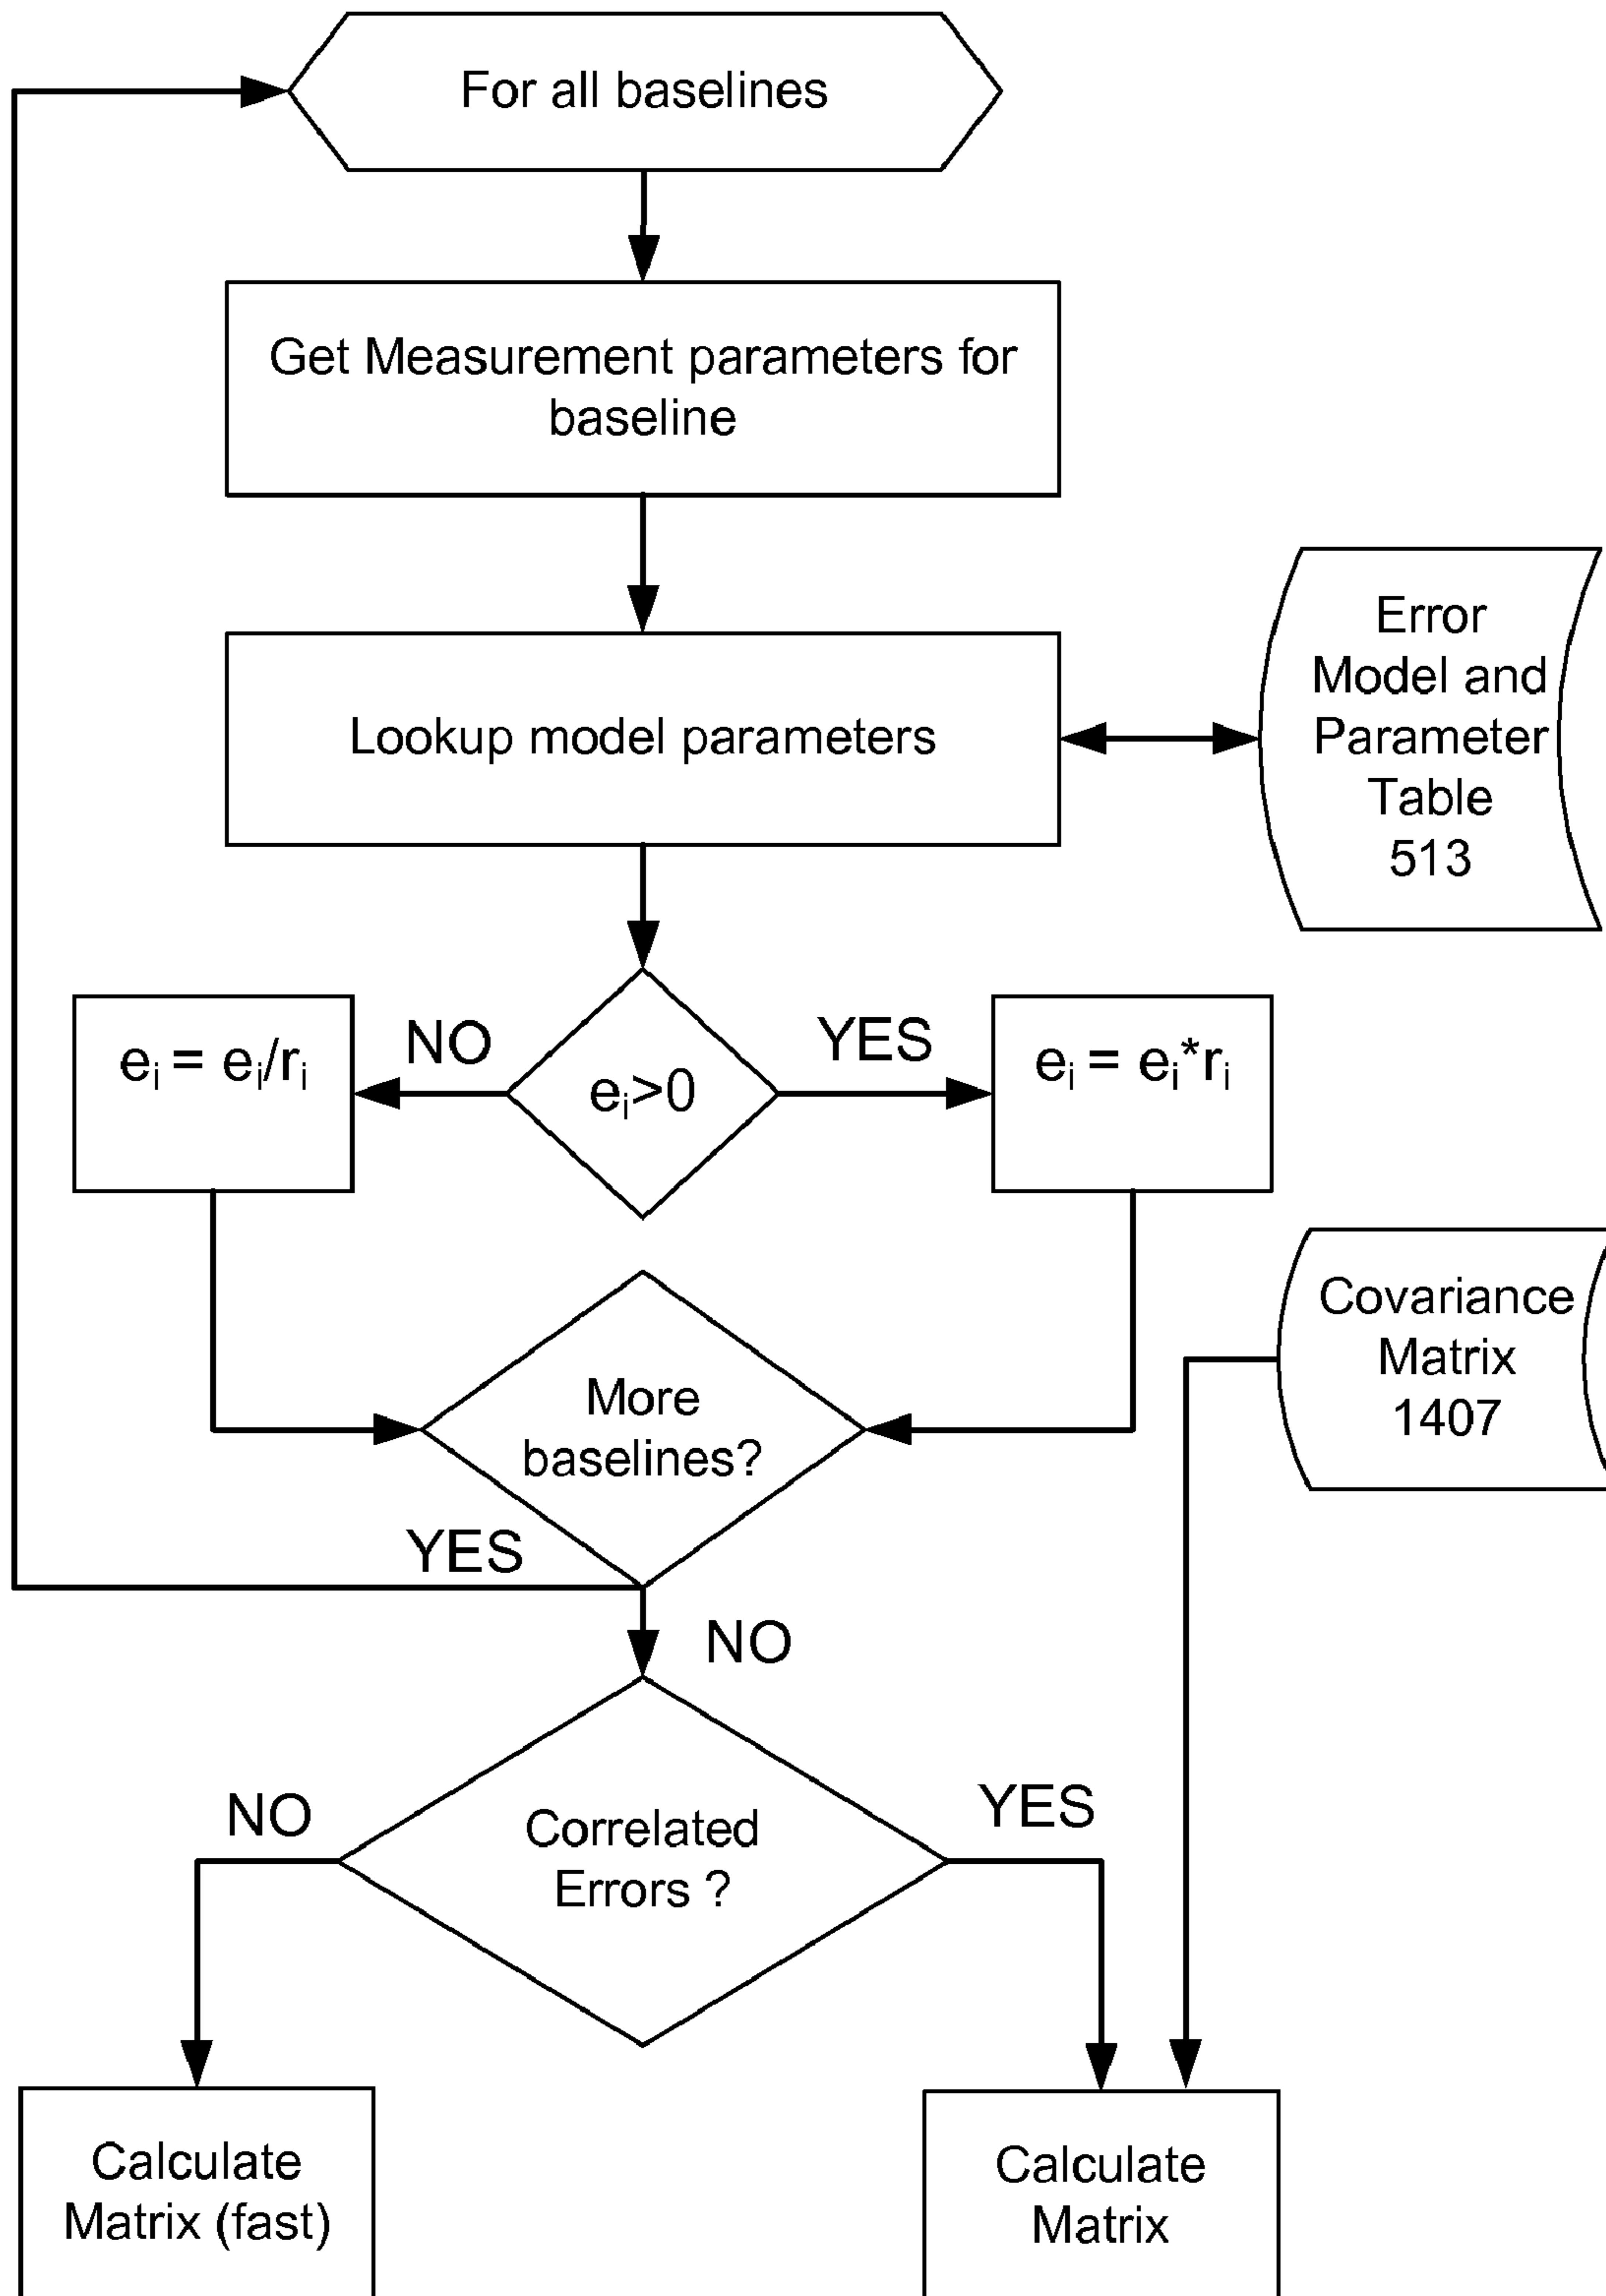 For all baselines
Get Measurement parameters for
baseline
Lookup model parameters
Error
Model and
Parameter
Table
513
NO
YES
eᵢ = eᵢ/rᵢ
eᵢ>0
eᵢ = eᵢ*rᵢ
Covariance
Matrix
1407
More
baselines?
YES
NO
NO
YES
Correlated
Errors ?
Calculate
Matrix (fast)
Calculate
Matrix